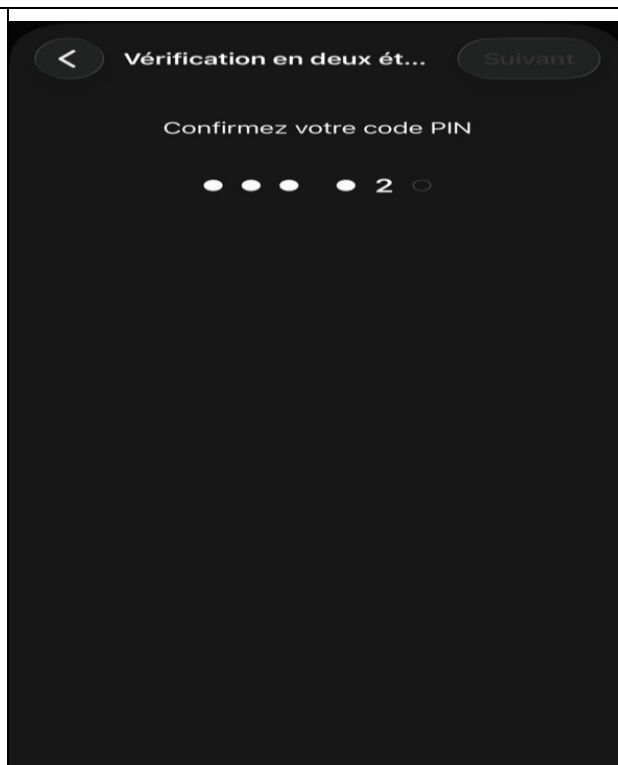 Vérification en deux ét...
Suivant
Confirmez votre code PIN
2